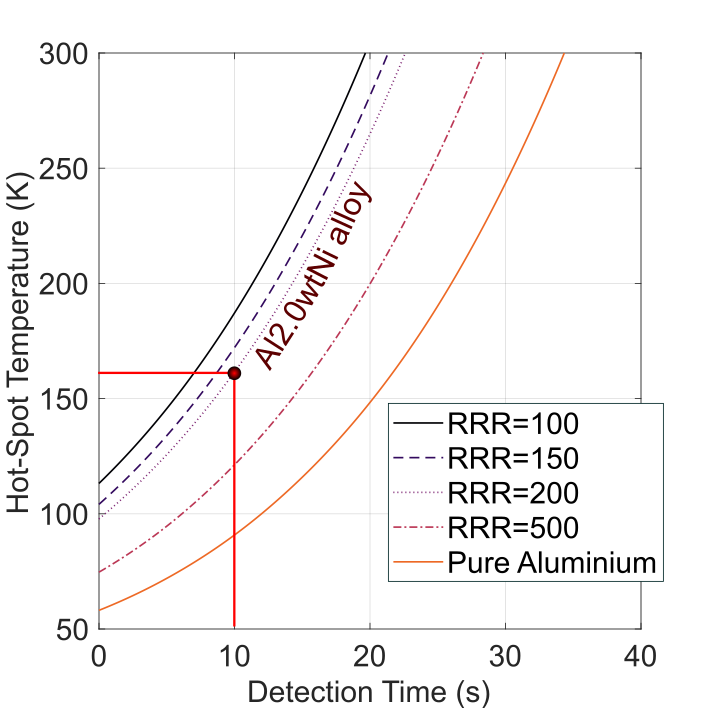 300
250
200
150
100
50
0
10
20
30
40
Hot-Spot Temperature (K)
Detection Time (s)
Al2.0wtNi alloy
RRR=100
RRR=150
RRR=200
RRR=500
Pure Aluminium